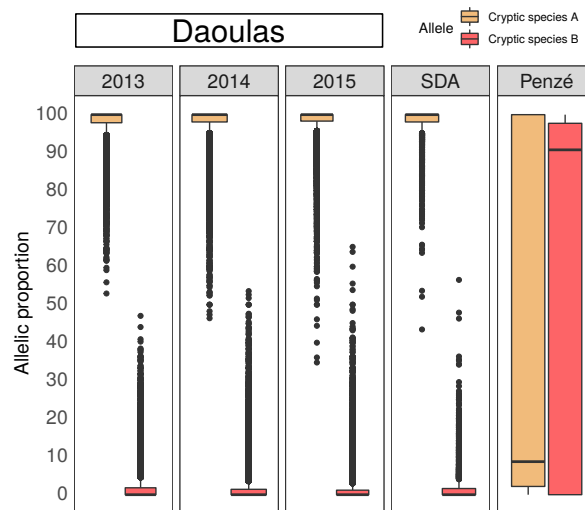 Daoulas
Allele
Cryptic species A
Cryptic species B
2013 2014 2015 SDA Penzé
Allelic proportion
100
90
80
70
60
50
40
30
20
10
0